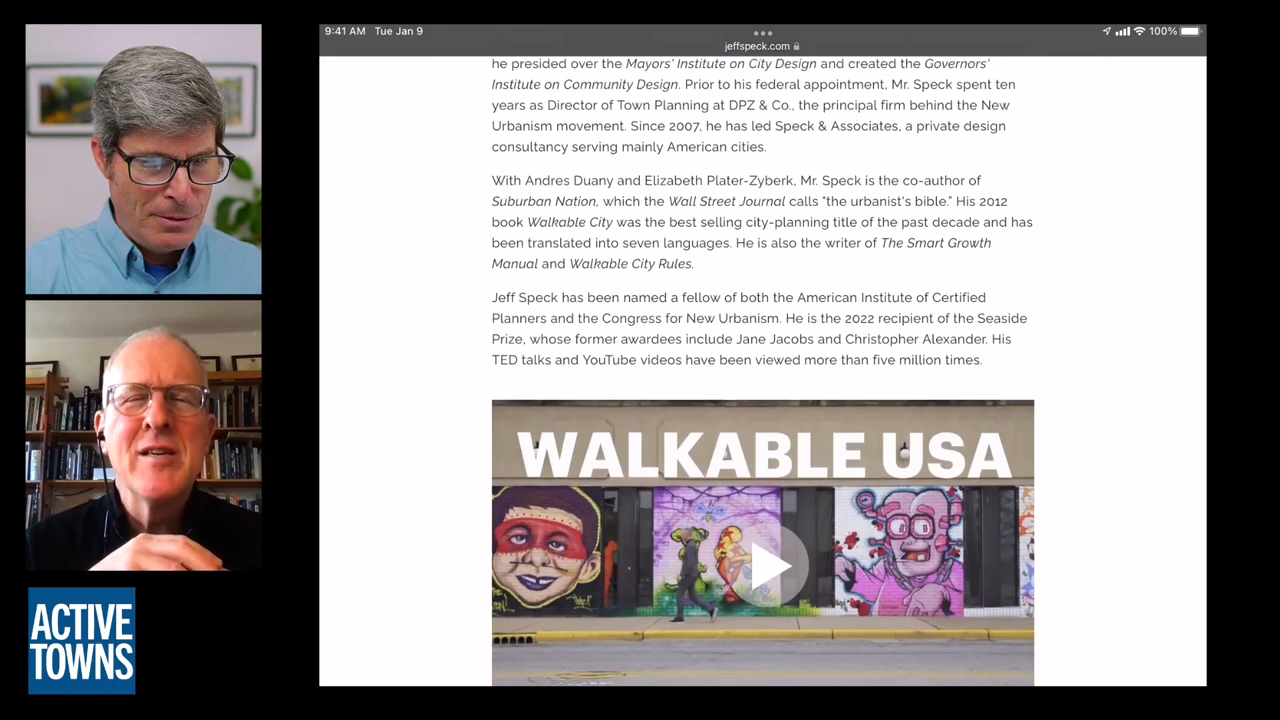 9:41 AM Tue Jan 9
jeffspeck.com
100%
he presided over the Mayors' Institute on City Design and created the Governors'
Institute on Community Design. Prior to his federal appointment, Mr. Speck spent ten
years as Director of Town Planning at DPZ & Co., the principal firm behind the New
Urbanism movement. Since 2007, he has led Speck & Associates, a private design
consultancy serving mainly American cities.
With Andres Duany and Elizabeth Plater-Zyberk, Mr. Speck is the co-author of
Suburban Nation, which the Wall Street Journal calls "the urbanist's bible." His 2012
book Walkable City was the best selling city-planning title of the past decade and has
been translated into seven languages. He is also the writer of The Smart Growth
Manual and Walkable City Rules.
Jeff Speck has been named a fellow of both the American Institute of Certified
Planners and the Congress for New Urbanism. He is the 2022 recipient of the Seaside
Prize, whose former awardees include Jane Jacobs and Christopher Alexander. His
TED talks and YouTube videos have been viewed more than five million times.
WALKABLE USA
ACTIVE
TOWNS